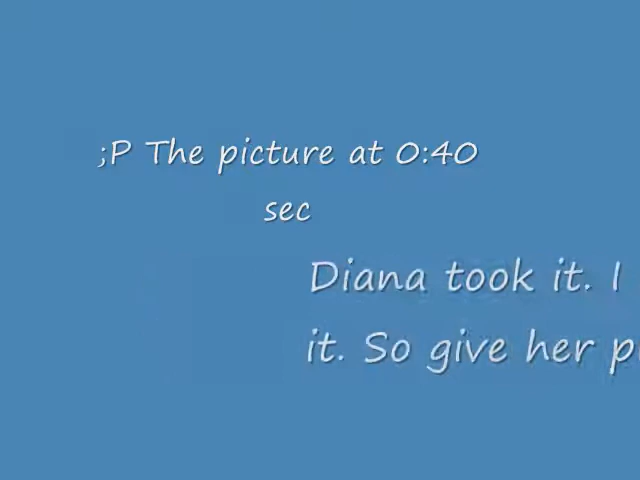 ;P The picture at 0:40
sec
Diana took it. I
it. So give her